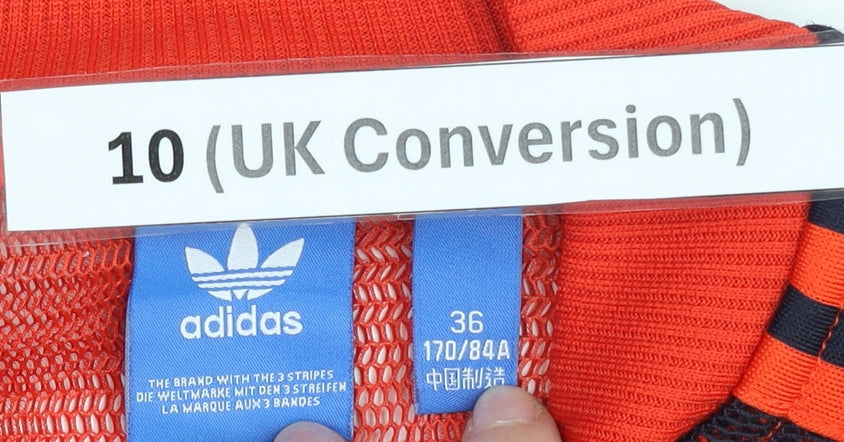 10 (UK Conversion)
adidas
THE BRAND WITH THE 3 STRIPES
DIE WELTMARKE MIT DEN 3 STREIFEN
LA MARQUE AUX 3 BANDES
36
170/84A
中国制造